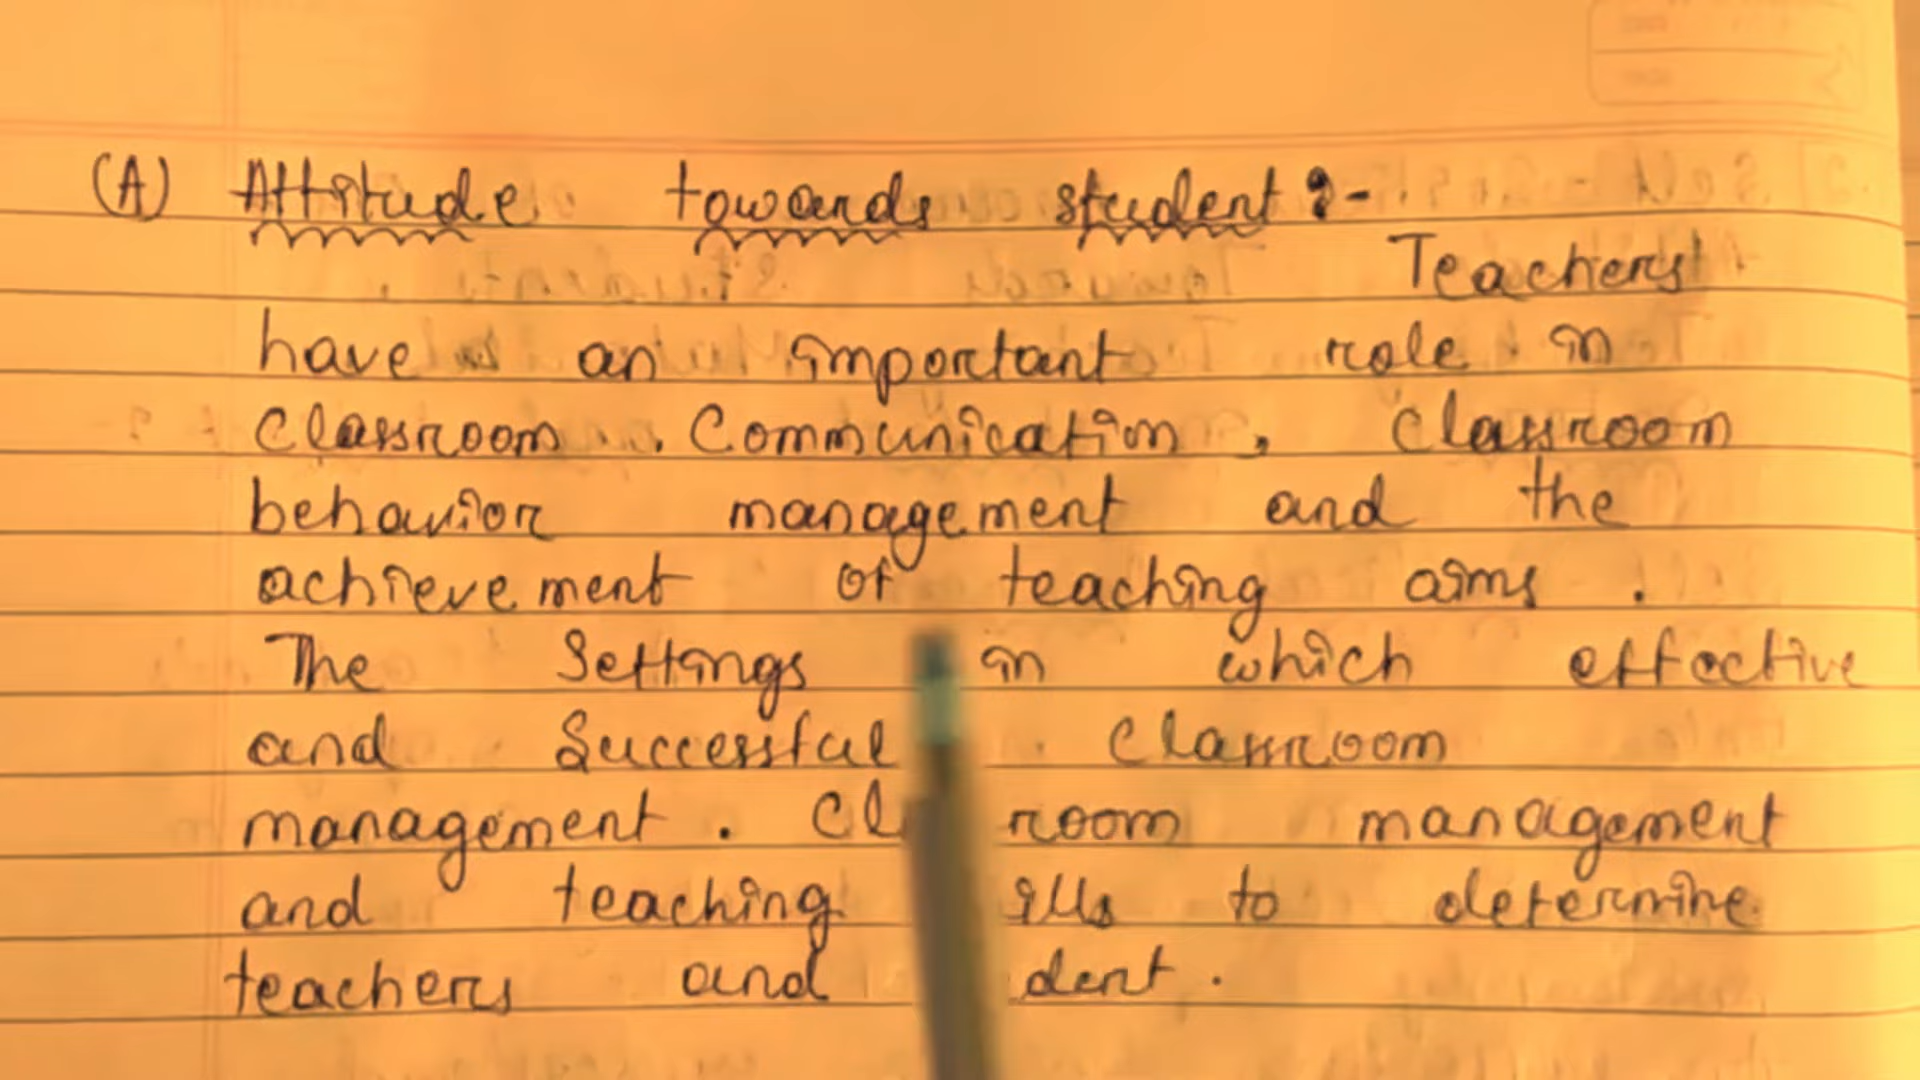 (A) Attitude towards student :-
Teachers
have an important role in
classroom . Communication , classroom
behavior management and the
achievement of teaching aims .
The Settings in which effective
and Successful classroom
management . Cl room management
and teaching ills to determine
teachers and dent .